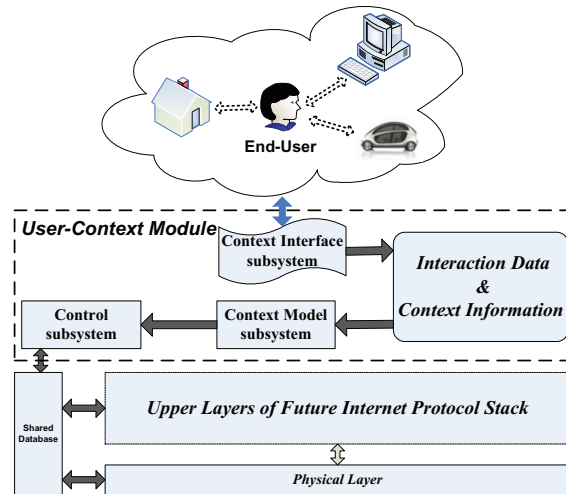 End-User
User-Context Module
Context Interface
subsystem
Interaction Data
&
Context Information
Control
subsystem
Context Model
subsystem
Shared
Database
Upper Layers of Future Internet Protocol Stack
Physical Layer